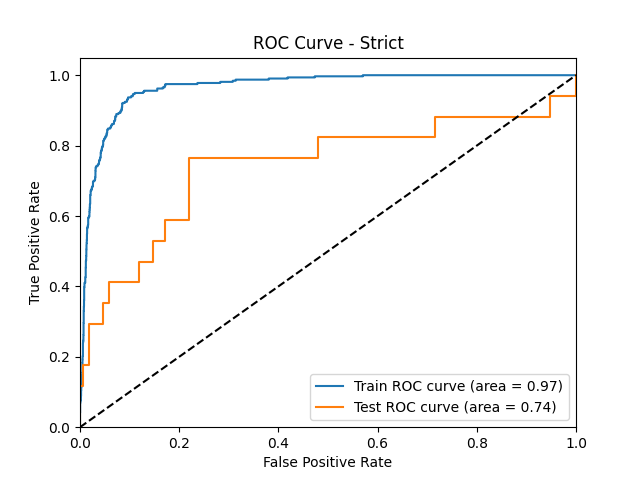 ROC Curve - Strict
True Positive Rate
1.0
0.8
0.6
0.4
0.2
0.0
Train ROC curve (area = 0.97)
Test ROC curve (area = 0.74)
0.0 0.2 0.4 0.6 0.8 1.0
False Positive Rate